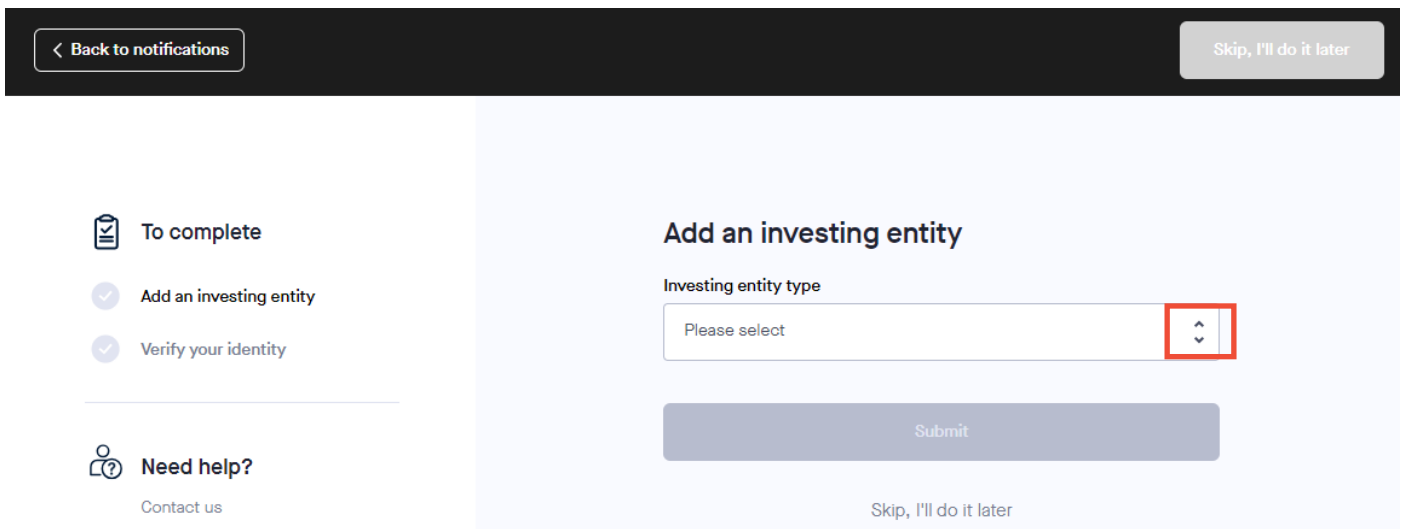 Back to notifications
Skip, I'll do it later
To complete
Add an investing entity
Verify your identity
Need help?
Contact us
Add an investing entity
Investing entity type
Please select
Submit
Skip, I'll do it later